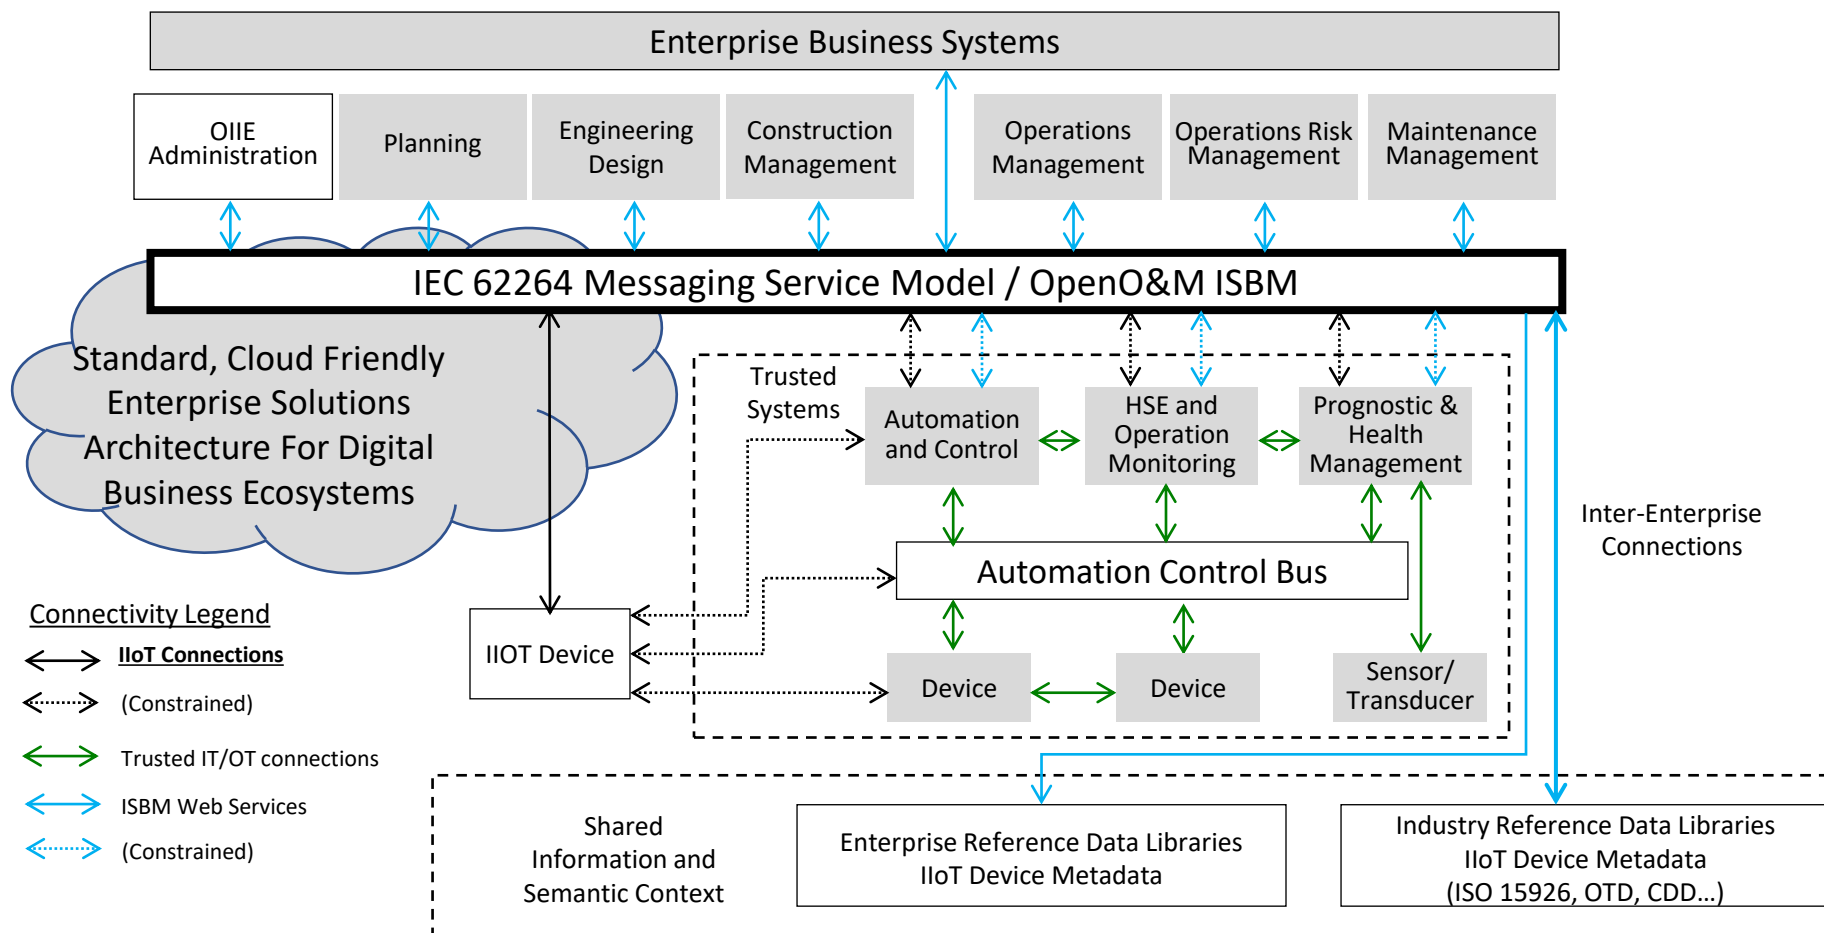 Enterprise Business Systems
OIIE
Administration
Planning
Engineering
Design
Construction
Management
Operations
Management
Operations Risk
Management
Maintenance
Management
IEC 62264 Messaging Service Model / OpenO&M ISBM
Standard, Cloud Friendly
Enterprise Solutions
Architecture For Digital
Business Ecosystems
Trusted
Systems
Automation
and Control
HSE and
Operation
Monitoring
Prognostic &
Health
Management
Inter-Enterprise
Connections
Automation Control Bus
IIOT Device
Device
Device
Sensor/
Transducer
Connectivity Legend
IIoT Connections
(Constrained)
Trusted IT/OT connections
ISBM Web Services
(Constrained)
Shared
Information and
Semantic Context
Enterprise Reference Data Libraries
IIoT Device Metadata
Industry Reference Data Libraries
IIoT Device Metadata
(ISO 15926, OTD, CDD...)